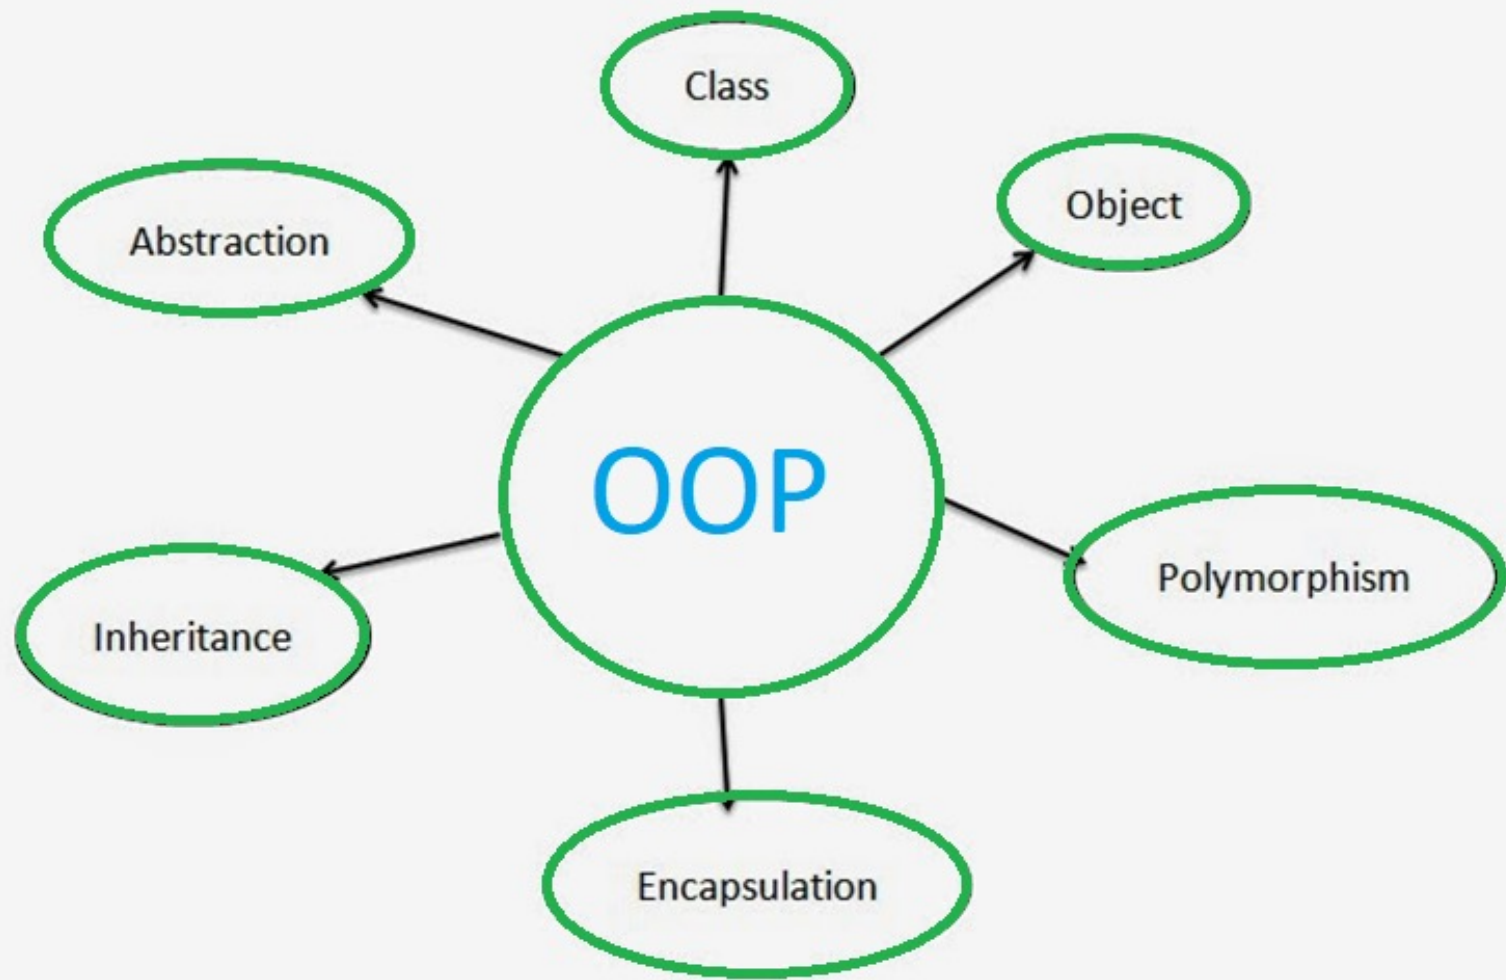 Class
Object
Abstraction
OOP
Polymorphism
Inheritance
Encapsulation